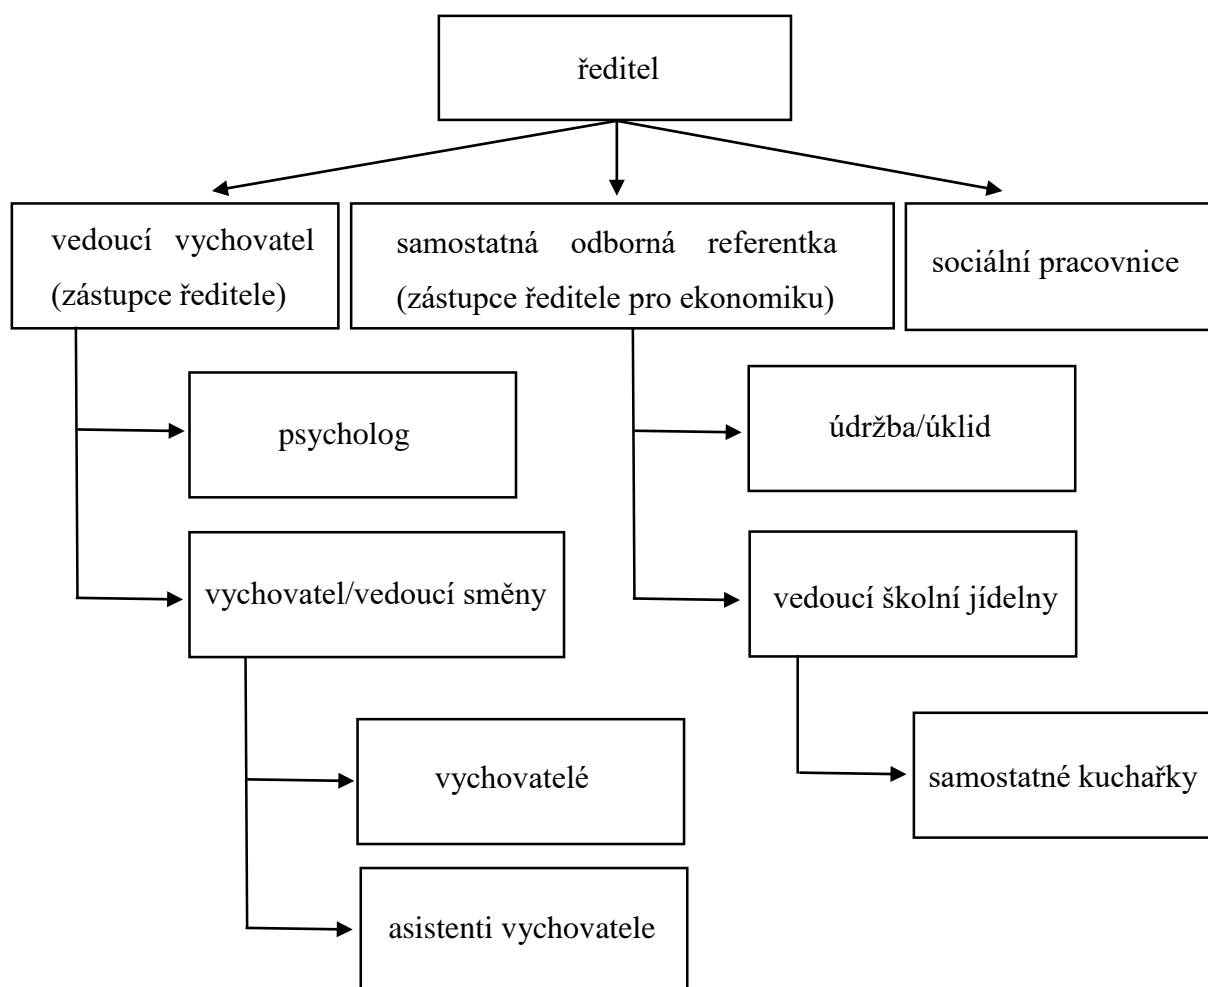 ředitel
vedoucí vychovatel
(zástupce ředitele)
samostatná odborná referentka
(zástupce ředitele pro ekonomiku)
sociální pracovnice
psycholog
údržba/úklid
vychovatel/vedoucí směny
vedoucí školní jídelny
vychovatelé
samostatné kuchařky
asistenti vychovatele